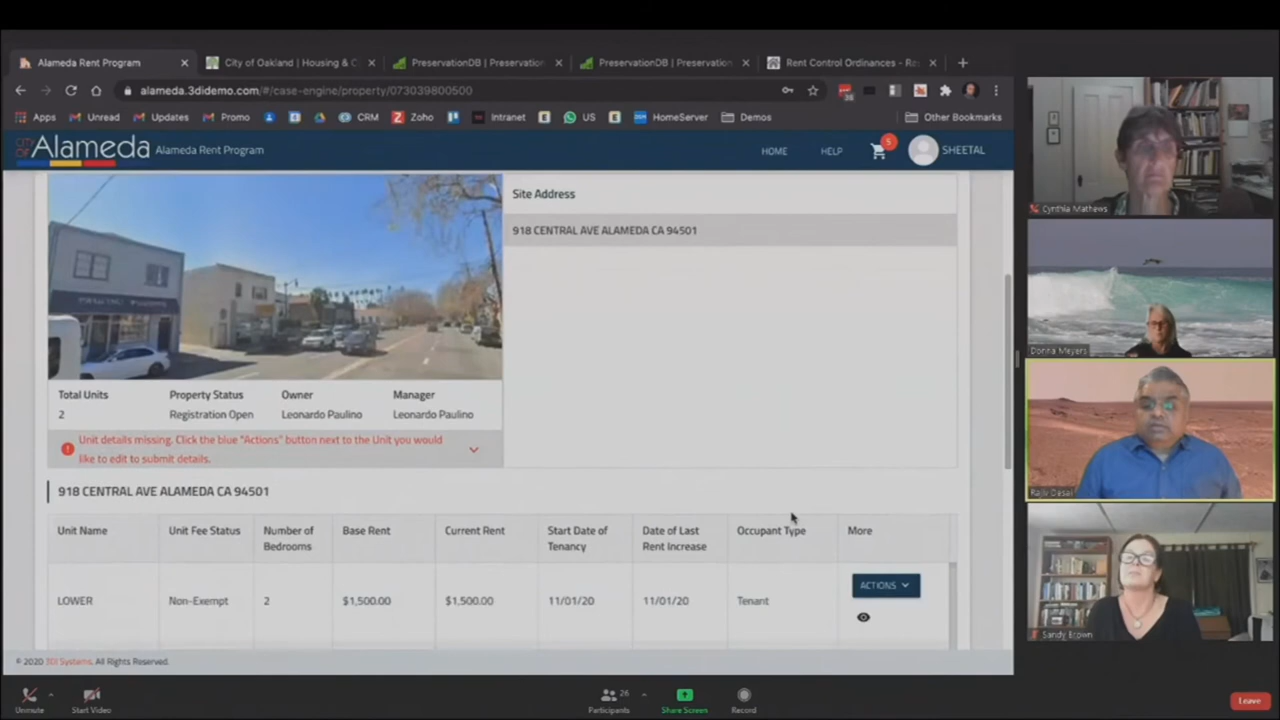 Alameda Rent Program
City of Oakland | Housing & C
PreservationDB | Preservation
PreservationDB | Preservation
Rent Control Ordinances - Re
alameda.3didemo.com/#/case-engine/property/073039800500
Apps
Unread
Updates
Promo
CRM
Zoho
Intranet
US
HomeServer
Demos
Other Bookmarks
CITY OF Alameda
Alameda Rent Program
HOME
HELP
5
SHEETAL
Site Address
918 CENTRAL AVE ALAMEDA CA 94501
Total Units
Property Status
Owner
Manager
2
Registration Open
Leonardo Paulino
Leonardo Paulino
Unit details missing. Click the blue "Actions" button next to the Unit you would
like to edit to submit details.
918 CENTRAL AVE ALAMEDA CA 94501
Unit Name
Unit Fee Status
Number of
Bedrooms
Base Rent
Current Rent
Start Date of
Tenancy
Date of Last
Rent Increase
Occupant Type
More
LOWER
Non-Exempt
2
$1,500.00
$1,500.00
11/01/20
11/01/20
Tenant
ACTIONS
© 2020 3DI Systems. All Rights Reserved.
Cynthia Mathews
Donna Meyers
Rajiv Desai
Sandy Brown
Unmute
Start Video
26
Participants
Share Screen
Record
Leave